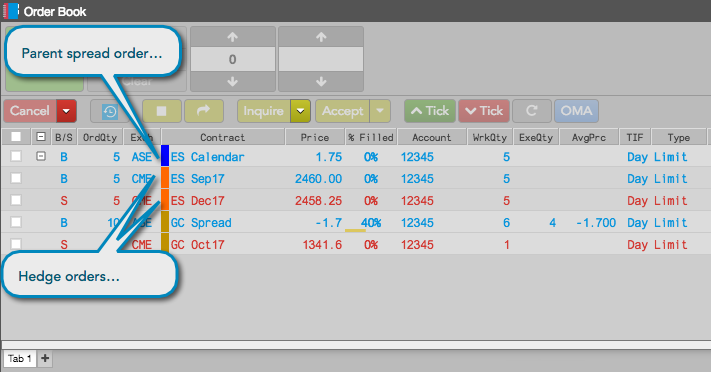 Order Book
Parent spread order…
0
Clear
Cancel Inquire Accept Tick Tick OMA
B/S OrdQty Exch Contract Price % Filled Account WrkQty ExeQty AvgPrc TIF Type
B 5 ASE ES Calendar 1.75 0% 12345 5 Day Limit
B 5 CME ES Sep17 2460.00 0% 12345 5 Day Limit
S 5 CME ES Dec17 2458.25 0% 12345 5 Day Limit
B 10 ASE GC Spread -1.7 40% 12345 6 4 -1.700 Day Limit
S CME GC Oct17 1341.6 0% 12345 1 Day Limit
Hedge orders…
Tab 1